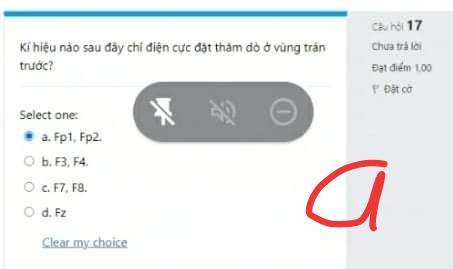 Câu hỏi 17
Chưa trả lời
Đạt điểm 1,00
Đặt cờ
Kí hiệu nào sau đây chỉ điện cực đặt thăm dò ở vùng trán
trước?
Select one:
a. Fp1, Fp2.
b. F3, F4.
c. F7, F8.
d. Fz
Clear my choice
a